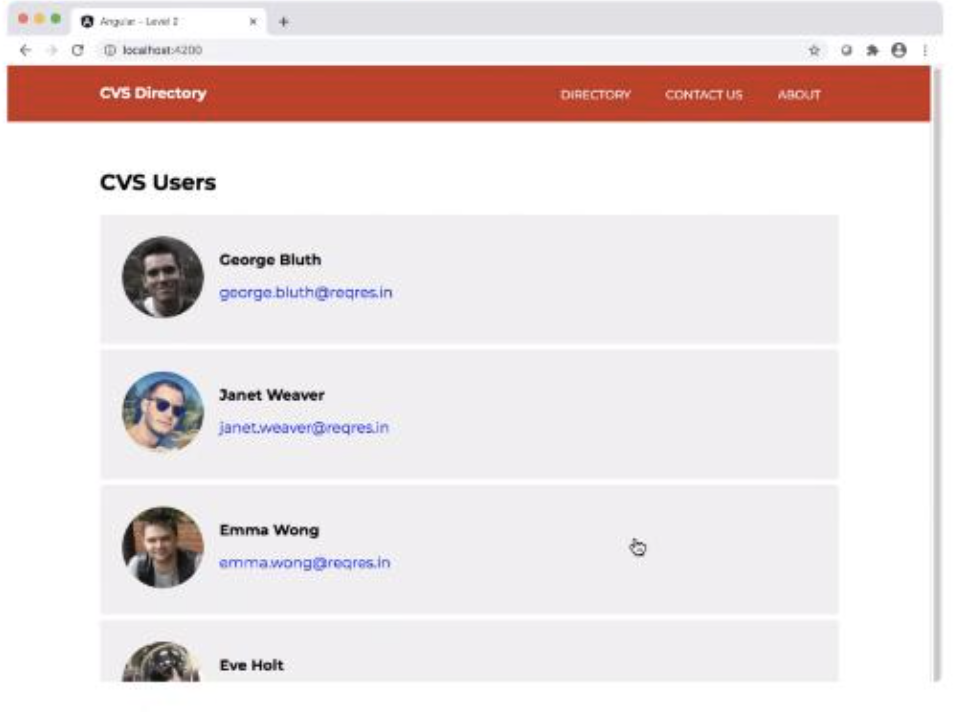 Angular - Level 2
localhost:4200
CVS Directory
DIRECTORY
CONTACT US
ABOUT
CVS Users
George Bluth
george.bluth@reqres.in
Janet Weaver
janet.weaver@reqres.in
Emma Wong
emma.wong@reqres.in
Eve Holt